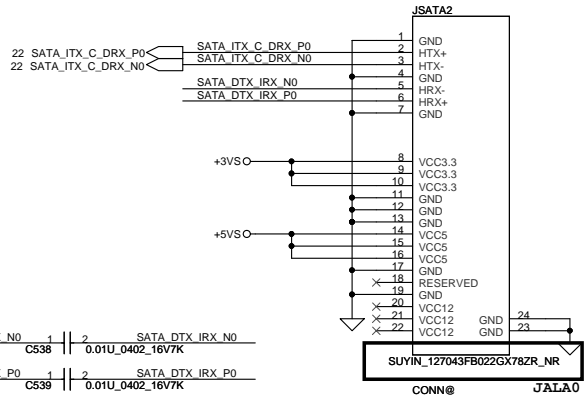 JSATA2
22 SATA_ITX_C_DRX_P0 SATA_ITX_C_DRX_P0 1 GND
22 SATA_ITX_C_DRX_N0 SATA_ITX_C_DRX_N0 2 HTX+
3 HTX-
4 GND
SATA_DTX_IRX_N0 5 HRX-
SATA_DTX_IRX_P0 6 HRX+
7 GND
+3VS 8 VCC3.3
9 VCC3.3
10 VCC3.3
11 GND
12 GND
13 GND
+5VS 14 VCC5
15 VCC5
16 VCC5
17 GND
18 RESERVED
19 GND
20 VCC12
21 VCC12 GND 24
22 VCC12 GND 23
_N0 1 2 SATA_DTX_IRX_N0
C538 0.01U_0402_16V7K
_P0 1 2 SATA_DTX_IRX_P0
C539 0.01U_0402_16V7K
SUYIN_127043FB022GX78ZR_NR
CONN@ JALA0